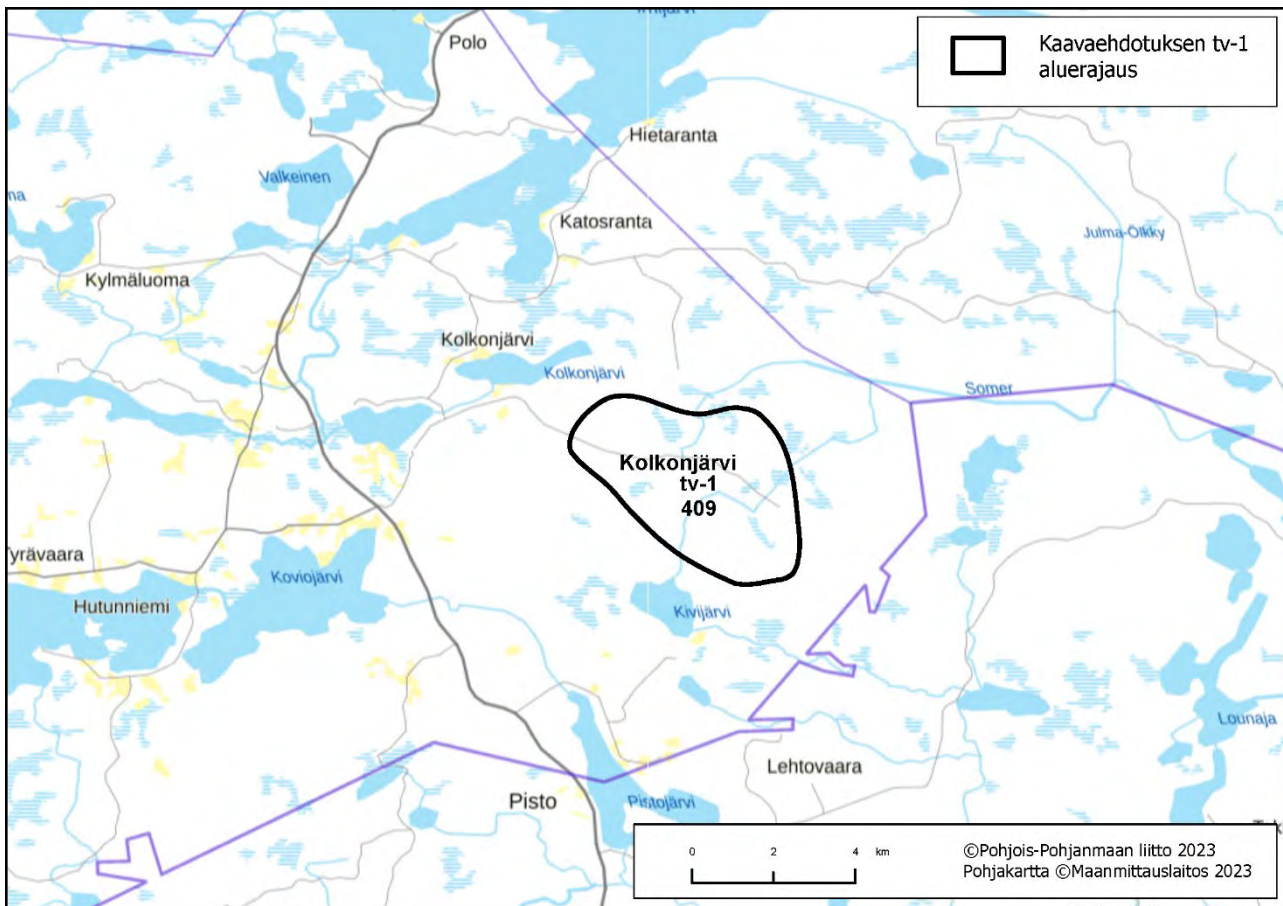 Polo
Kaavaehdotuksen tv-1
aluerajaus
Hietaranta
Valkeinen
Katosranta
Julma-Ölkky
Kylmäluoma
Kolkonjärvi
Kolkonjärvi
Somer
Kolkonjärvi
tv-1
409
Koviojärvi
Hutunniemi
Kivijärvi
Lounaja
Lehtovaara
Pisto
Pistojärvi
0 2 4 km
©Pohjois-Pohjanmaan liitto 2023
Pohjakartta ©Maanmittauslaitos 2023